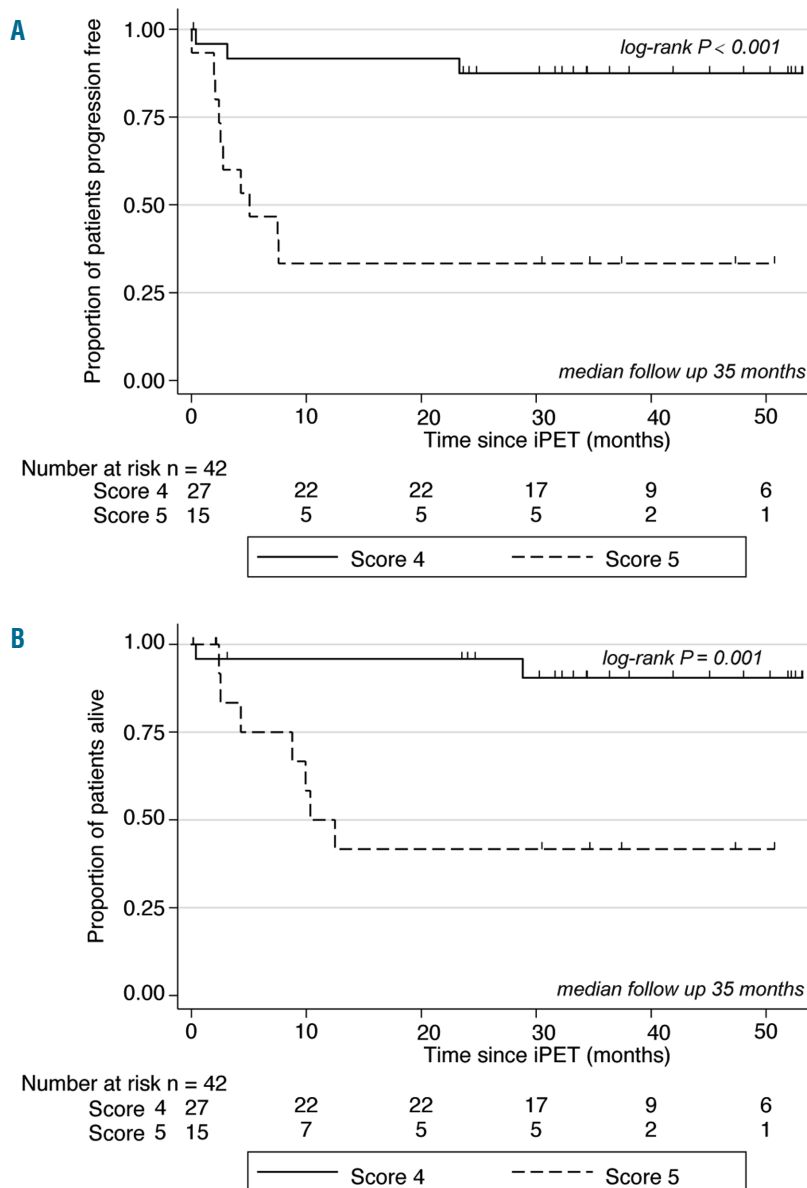 A
1.00
log-rank P < 0.001
0.75
0.50
0.25
0.00
median follow up 35 months
Proportion of patients progression free
0 10 20 30 40 50
Time since iPET (months)
Number at risk n = 42
Score 4 27 22 22 17 9 6
Score 5 15 5 5 5 2 1
Score 4 Score 5
B
1.00
log-rank P = 0.001
0.75
0.50
0.25
0.00
median follow up 35 months
Proportion of patients alive
0 10 20 30 40 50
Time since iPET (months)
Number at risk n = 42
Score 4 27 22 22 17 9 6
Score 5 15 7 5 5 2 1
Score 4 Score 5